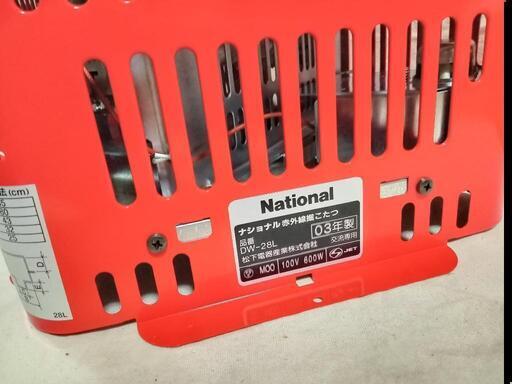 National
ナショナル赤外線掘こたつ
品番
DW-28L
03年製
交流専用
松下電器産業株式会社
M00 100V 600W JET
法(cm)
28L